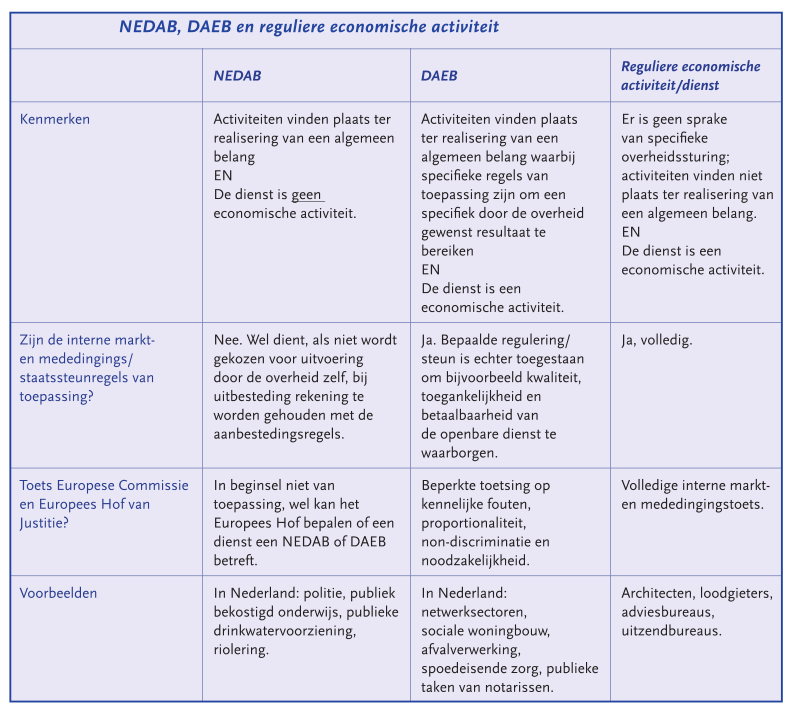 NEDAB, DAEB en reguliere economische activiteit
NEDAB
DAEB
Reguliere economische
activiteit/dienst
Kenmerken
Activiteiten vinden plaats ter
realisering van een algemeen
belang
EN
De dienst is geen
economische activiteit.
Activiteiten vinden plaats
ter realisering van een
algemeen belang waarbij
specifieke regels van
toepassing zijn om een
specifiek door de overheid
gewenst resultaat te
bereiken
EN
De dienst is een
economische activiteit.
Er is geen sprake
van specifieke
overheidssturing;
activiteiten vinden niet
plaats ter realisering van
een algemeen belang.
EN
De dienst is een
economische activiteit.
Zijn de interne markt-
en mededingings/
staatssteunregels van
toepassing?
Nee. Wel dient, als niet wordt
gekozen voor uitvoering
door de overheid zelf, bij
uitbesteding rekening te
worden gehouden met de
aanbestedingsregels.
Ja. Bepaalde regulering/
steun is echter toegestaan
om bijvoorbeeld kwaliteit,
toegankelijkheid en
betaalbaarheid van
de openbare dienst te
waarborgen.
Ja, volledig.
Toets Europese Commissie
en Europees Hof van
Justitie?
In beginsel niet van
toepassing, wel kan het
Europees Hof bepalen of een
dienst een NEDAB of DAEB
betreft.
Beperkte toetsing op
kennelijke fouten,
proportionaliteit,
non-discriminatie en
noodzakelijkheid.
Volledige interne markt-
en mededingingstoets.
Voorbeelden
In Nederland: politie, publiek
bekostigd onderwijs, publieke
drinkwatervoorziening,
riolering.
In Nederland:
netwerksectoren,
sociale woningbouw,
afvalverwerking,
spoedeisende zorg, publieke
taken van notarissen.
Architecten, loodgieters,
adviesbureaus,
uitzendbureaus.